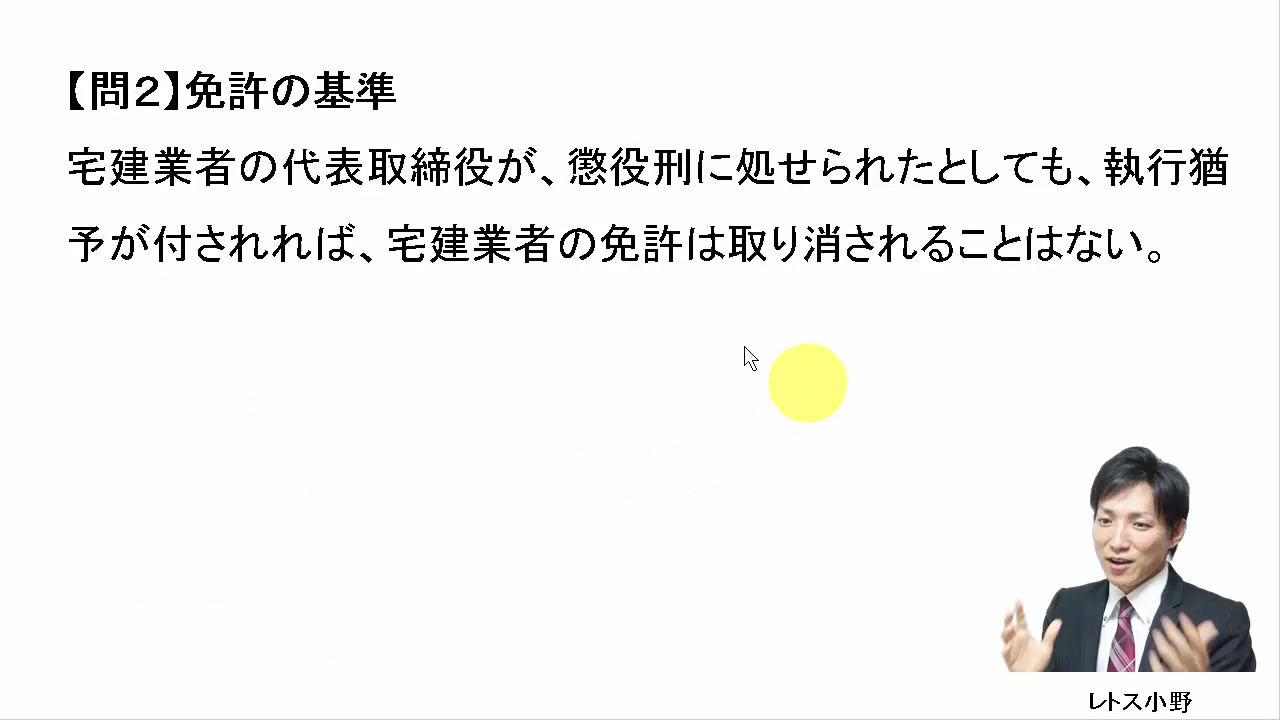 【問２】免許の基準
宅建業者の代表取締役が、懲役刑に処せられたとしても、執行猶
予が付されれば、宅建業者の免許は取り消されることはない。
レトス小野